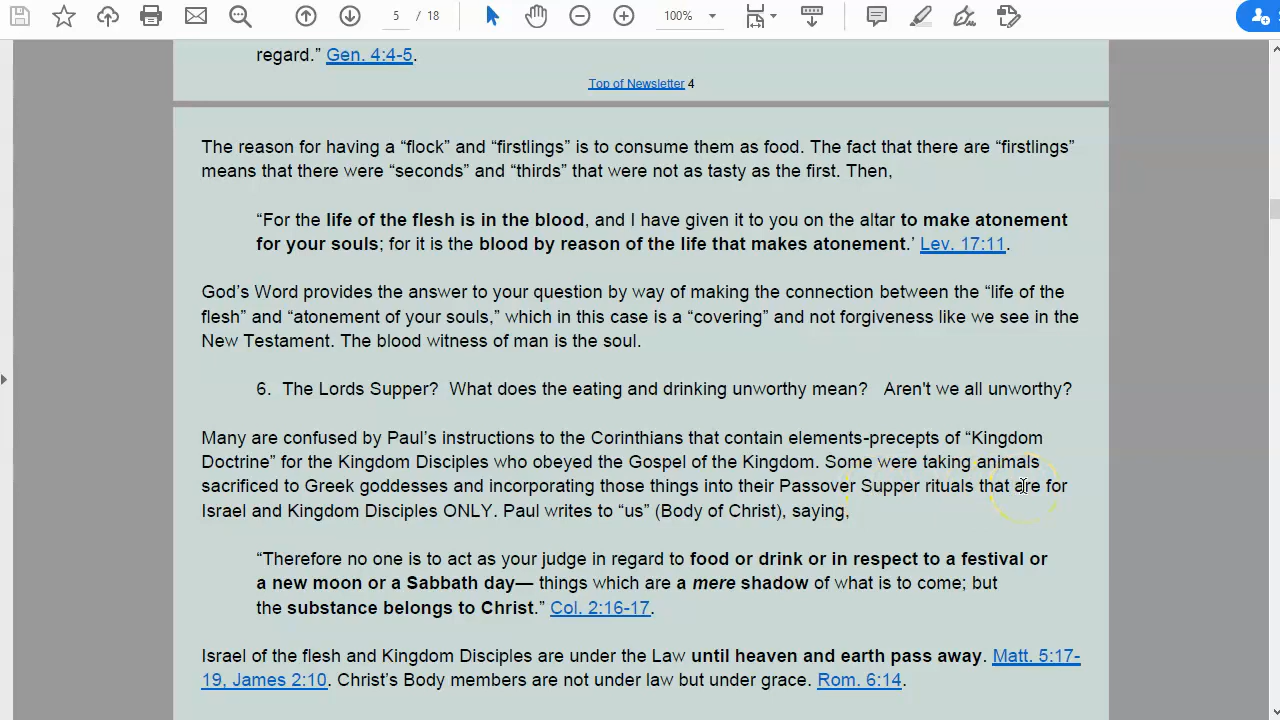 5 / 18
100%
regard.” Gen. 4:4-5.
Top of Newsletter 4
The reason for having a “flock” and “firstlings” is to consume them as food. The fact that there are “firstlings”
means that there were “seconds” and “thirds” that were not as tasty as the first. Then,
“For the life of the flesh is in the blood, and I have given it to you on the altar to make atonement
for your souls; for it is the blood by reason of the life that makes atonement.’ Lev. 17:11.
God’s Word provides the answer to your question by way of making the connection between the “life of the
flesh” and “atonement of your souls,” which in this case is a “covering” and not forgiveness like we see in the
New Testament. The blood witness of man is the soul.
6. The Lords Supper? What does the eating and drinking unworthy mean? Aren't we all unworthy?
Many are confused by Paul’s instructions to the Corinthians that contain elements-precepts of “Kingdom
Doctrine” for the Kingdom Disciples who obeyed the Gospel of the Kingdom. Some were taking animals
sacrificed to Greek goddesses and incorporating those things into their Passover Supper rituals that are for
Israel and Kingdom Disciples ONLY. Paul writes to “us” (Body of Christ), saying,
“Therefore no one is to act as your judge in regard to food or drink or in respect to a festival or
a new moon or a Sabbath day— things which are a mere shadow of what is to come; but
the substance belongs to Christ.” Col. 2:16-17.
Israel of the flesh and Kingdom Disciples are under the Law until heaven and earth pass away. Matt. 5:17-
19, James 2:10. Christ’s Body members are not under law but under grace. Rom. 6:14.